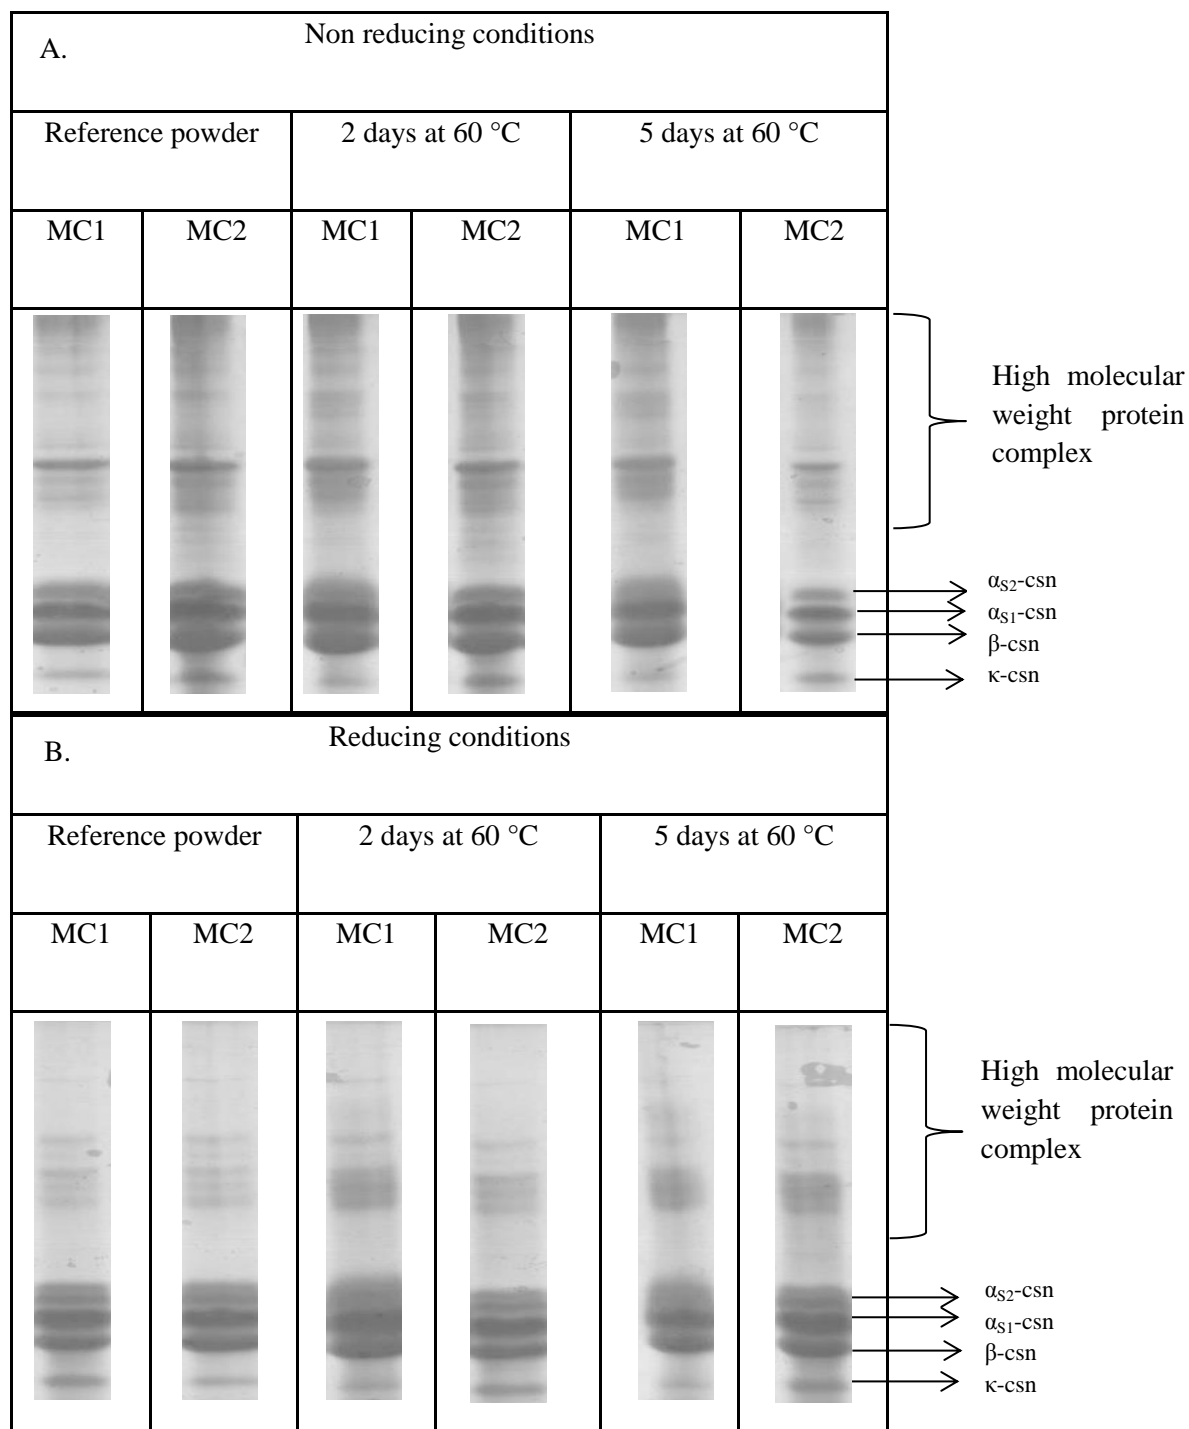 A.
Non reducing conditions
Reference powder
2 days at 60 °C
5 days at 60 °C
MC1
MC2
MC1
MC2
MC1
MC2
High molecular
weight protein
complex
αS2-csn
αS1-csn
β-csn
κ-csn
B.
Reducing conditions
Reference powder
2 days at 60 °C
5 days at 60 °C
MC1
MC2
MC1
MC2
MC1
MC2
High molecular
weight protein
complex
αS2-csn
αS1-csn
β-csn
κ-csn